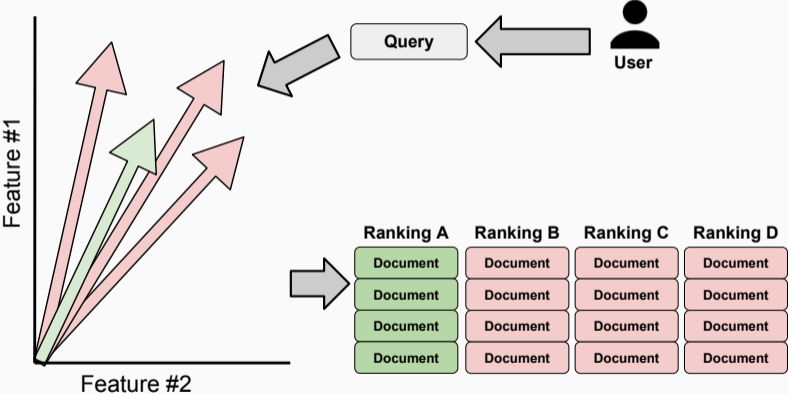 Query
User
Feature #1
Feature #2
Ranking A Ranking B Ranking C Ranking D
Document Document Document Document
Document Document Document Document
Document Document Document Document
Document Document Document Document